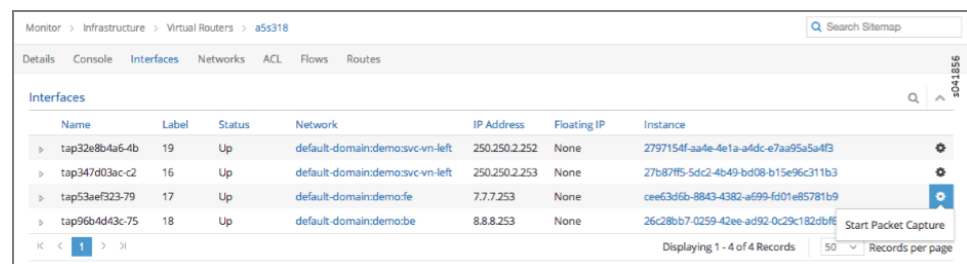 Monitor > Infrastructure > Virtual Routers > a5s318 Search Sitemap
Details Console Interfaces Networks ACL Flows Routes
s041856
Interfaces
Name Label Status Network IP Address Floating IP Instance
tap32e8b4a6-4b 19 Up default-domain:demo:svc-vn-left 250.250.2.252 None 2797154f-aa4e-4e1a-a4dc-e7aa95a5a4f3
tap347d03ac-c2 16 Up default-domain:demo:svc-vn-left 250.250.2.253 None 27b87ff5-5dc2-4b49-bd08-b15e96c311b3
tap53aef323-79 17 Up default-domain:demo:fe 7.7.7.253 None cee63d6b-8843-4382-a699-fd01e85781b9
tap96b4d43c-75 18 Up default-domain:demo:be 8.8.8.253 None 26c28bb7-0259-42ee-ad92-0c29c182dbf6
Start Packet Capture
1 Displaying 1 - 4 of 4 Records 50 Records per page